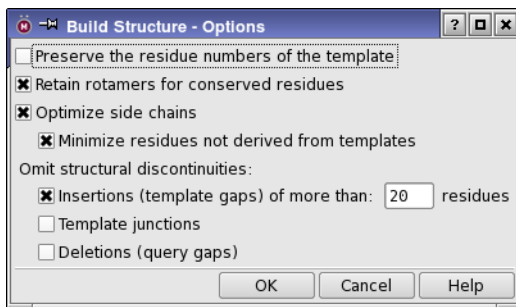 Build Structure - Options
Preserve the residue numbers of the template
Retain rotamers for conserved residues
Optimize side chains
Minimize residues not derived from templates
Omit structural discontinuities:
Insertions (template gaps) of more than: 20 residues
Template junctions
Deletions (query gaps)
OK Cancel Help